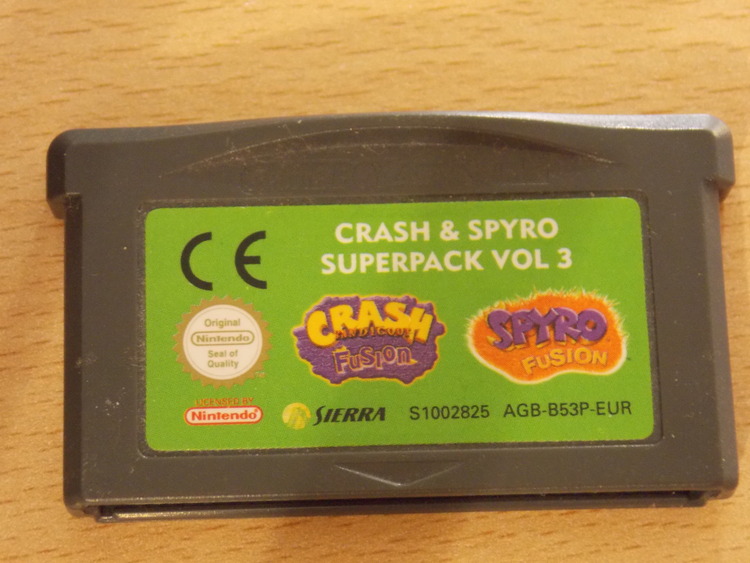 CRASH & SPYRO
SUPERPACK VOL 3
CE
Original
Nintendo
Seal of
Quality
CRASH
BANDICOOT
FUSION
SPYRO
FUSION
LICENSED BY
Nintendo
SIERRA
S1002825 AGB-B53P-EUR